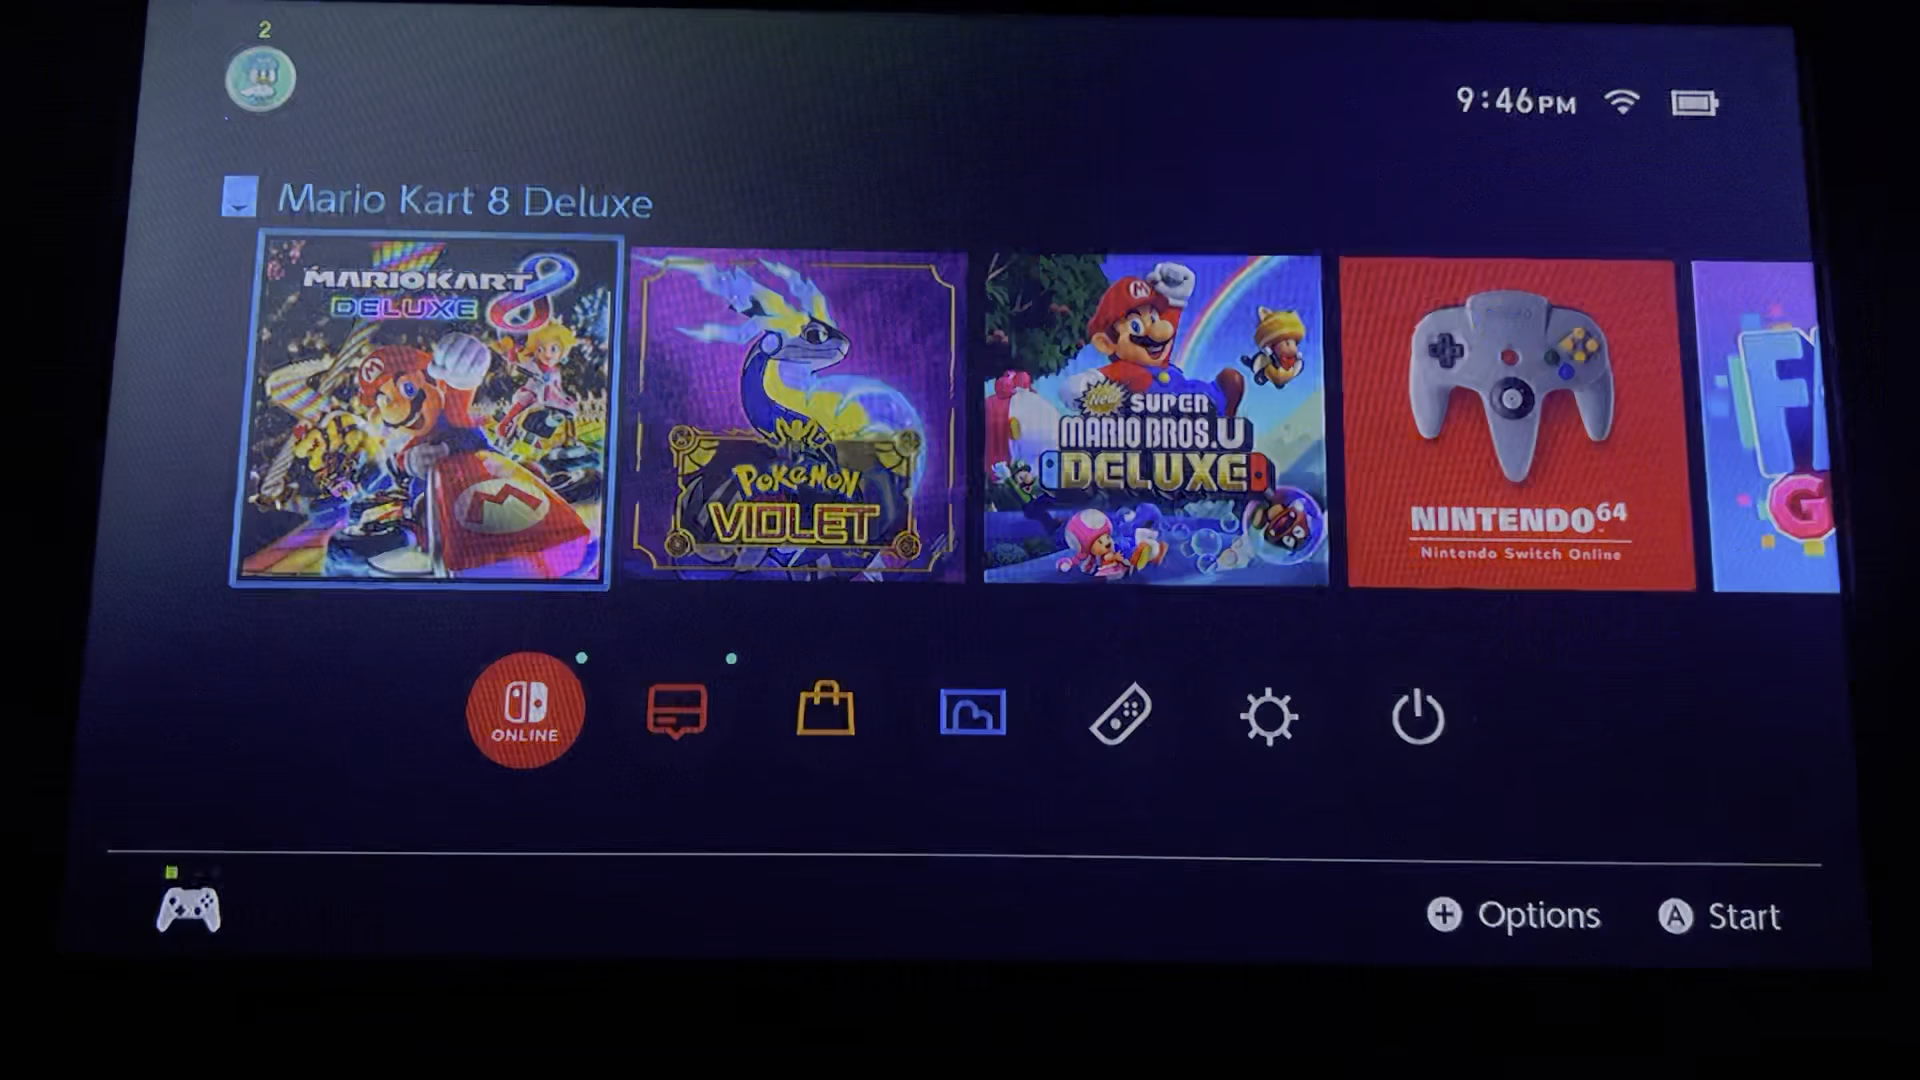 2
9:46PM
Mario Kart 8 Deluxe
MARIOKART 8
DELUXE
POKÉMON
VIOLET
New
SUPER
MARIO BROS.U
DELUXE
NINTENDO64
Nintendo Switch Online
G
ONLINE
Options
A Start